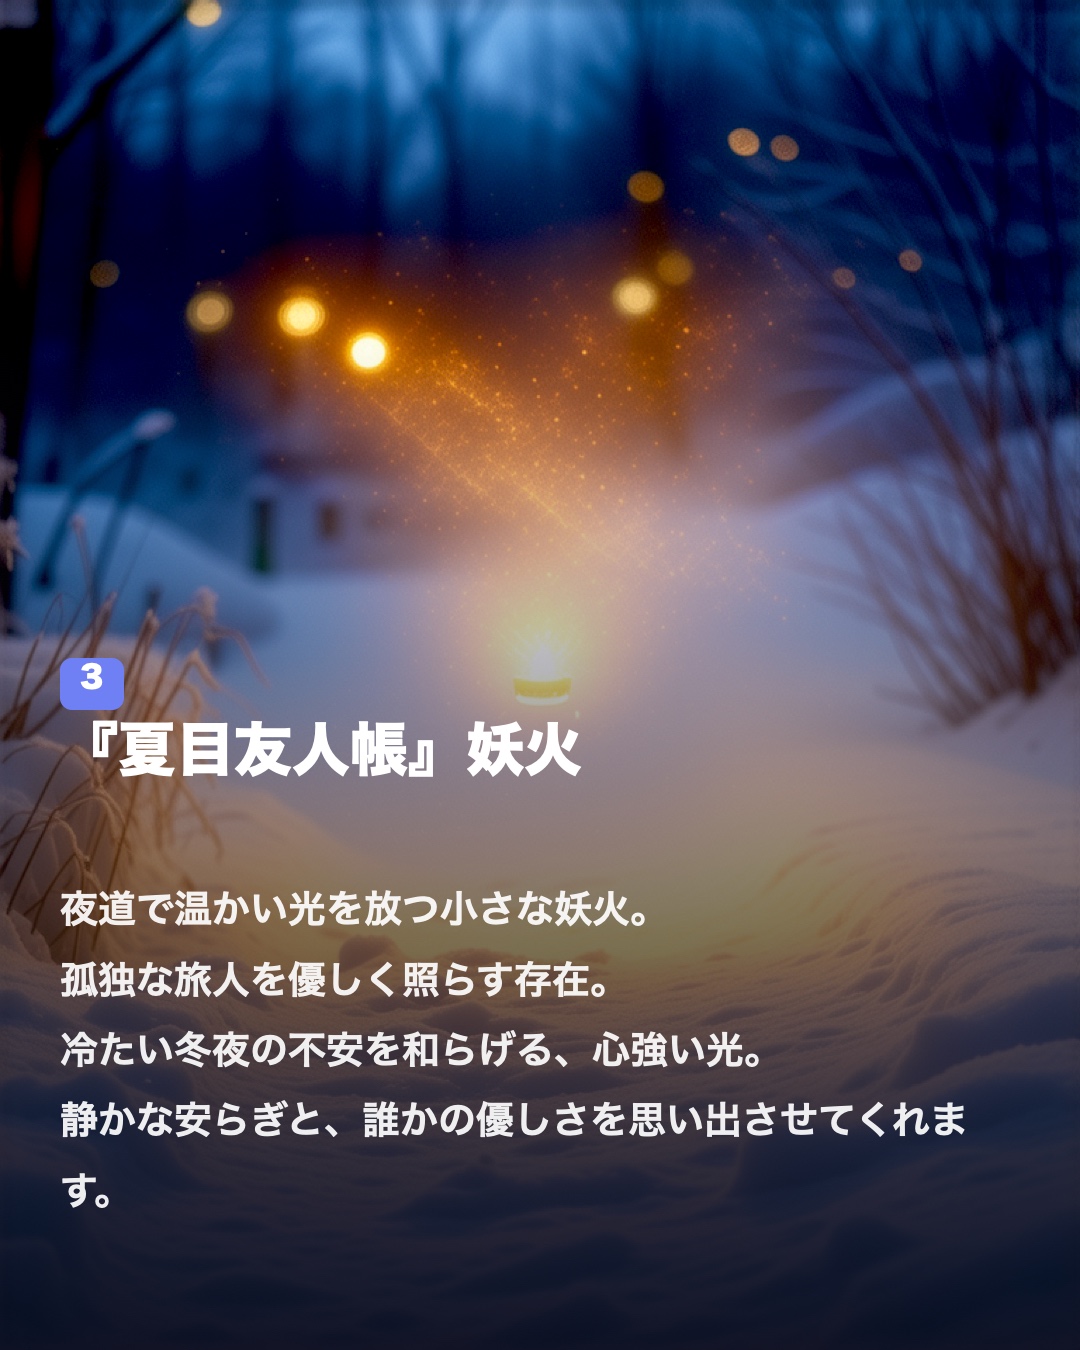 3
『夏目友人帳』妖火
夜道で温かい光を放つ小さな妖火。
孤独な旅人を優しく照らす存在。
冷たい冬夜の不安を和らげる、心強い光。
静かな安らぎと、誰かの優しさを思い出させてくれま
す。